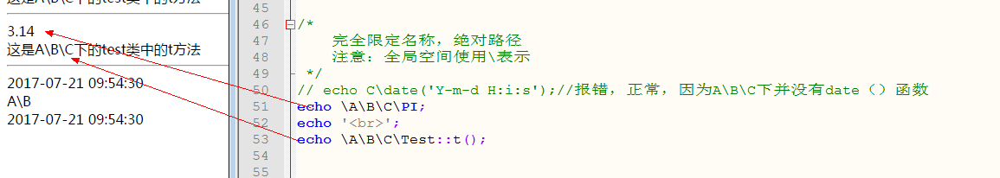 这是A\B\C下的test类中的t方法
3.14
这是A\B\C下的test类中的t方法
2017-07-21 09:54:30
A\B
2017-07-21 09:54:30
45
46 /*
47 完全限定名称，绝对路径
48 注意：全局空间使用\表示
49 */
50 // echo C\date('Y-m-d H:i:s');//报错，正常，因为A\B\C下并没有date（）函数
51 echo \A\B\C\PI;
52 echo '<br>';
53 echo \A\B\C\Test::t();
54
55